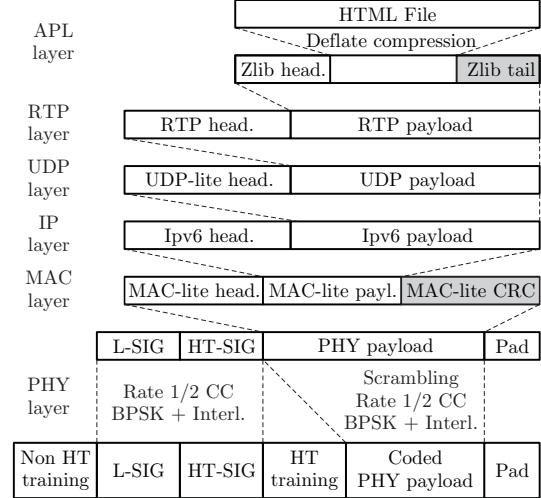 HTML File
APL
layer
Deflate compression
Zlib head.
Zlib tail
RTP
layer
RTP head.
RTP payload
UDP
layer
UDP-lite head.
UDP payload
IP
layer
Ipv6 head.
Ipv6 payload
MAC
layer
MAC-lite head.
MAC-lite payl.
MAC-lite CRC
L-SIG
HT-SIG
PHY payload
Pad
PHY
layer
Rate 1/2 CC
BPSK + Interl.
Scrambling
Rate 1/2 CC
BPSK + Interl.
Non HT
training
L-SIG
HT-SIG
HT
training
Coded
PHY payload
Pad